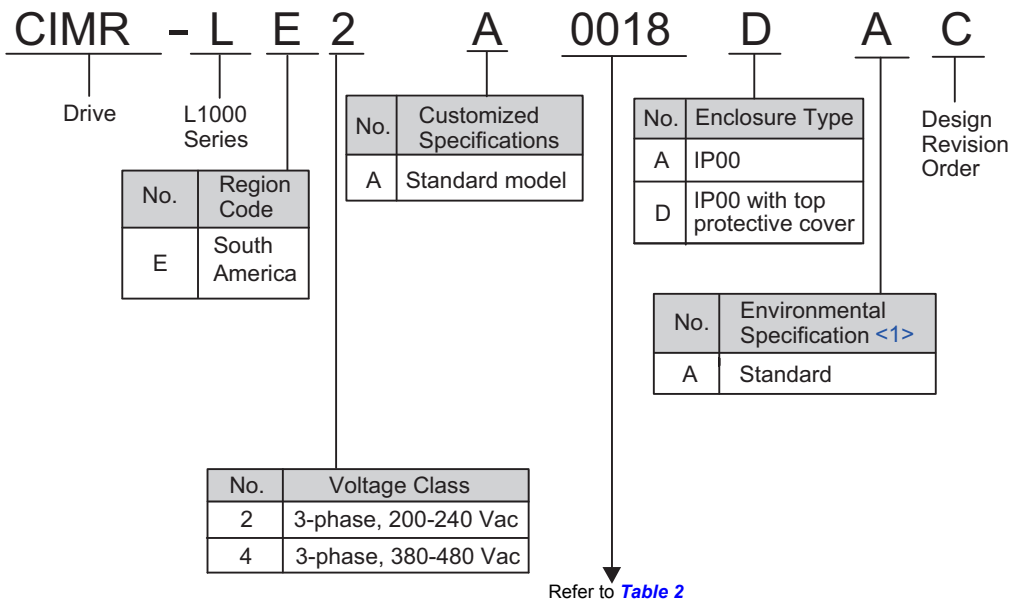 CIMR - L E 2 A 0018 D A C
Drive
L1000
Series
No. Region
Code
E South
America
No. Customized
Specifications
A Standard model
No. Enclosure Type
A IP00
D IP00 with top
protective cover
Design
Revision
Order
No. Environmental
Specification <1>
A Standard
No. Voltage Class
2 3-phase, 200-240 Vac
4 3-phase, 380-480 Vac
Refer to Table 2